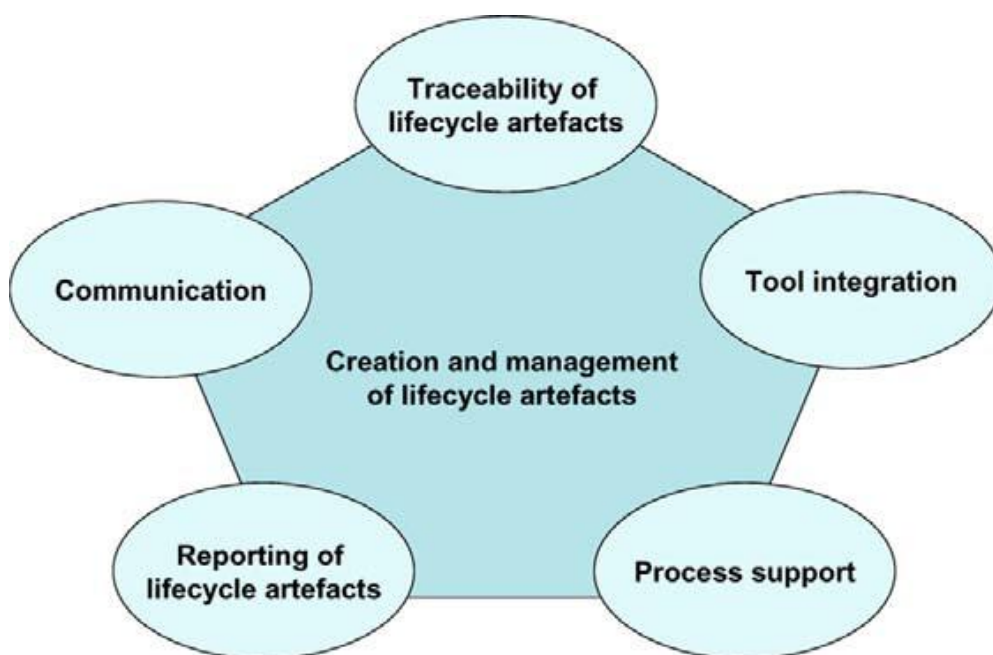 Traceability of
lifecycle artefacts
Communication
Tool integration
Creation and management
of lifecycle artefacts
Reporting of
lifecycle artefacts
Process support